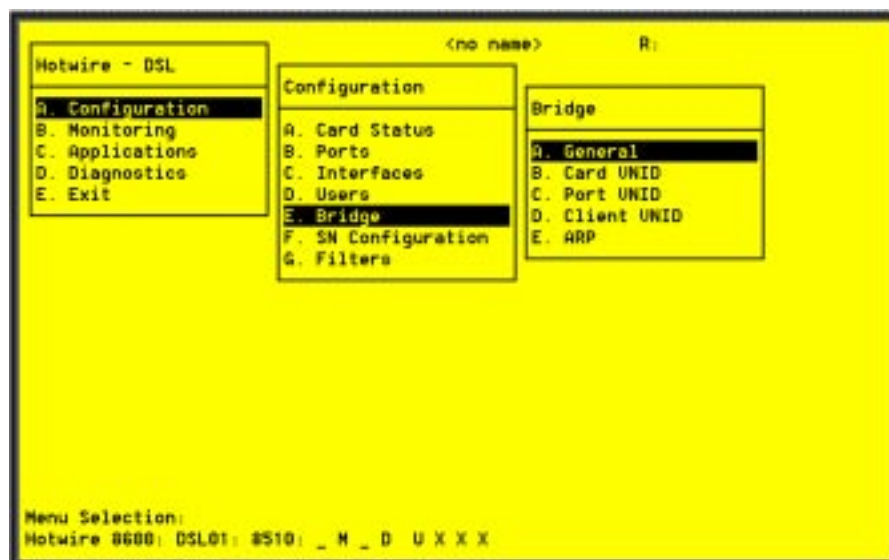 <no name> R:
Hotwire - DSL
A. Configuration
B. Monitoring
C. Applications
D. Diagnostics
E. Exit
Configuration
A. Card Status
B. Ports
C. Interfaces
D. Users
E. Bridge
F. SN Configuration
G. Filters
Bridge
A. General
B. Card UNID
C. Port UNID
D. Client UNID
E. ARP
Menu Selection:
Hotwire 8600: DSL01: 8510: _ M _ D U X X X